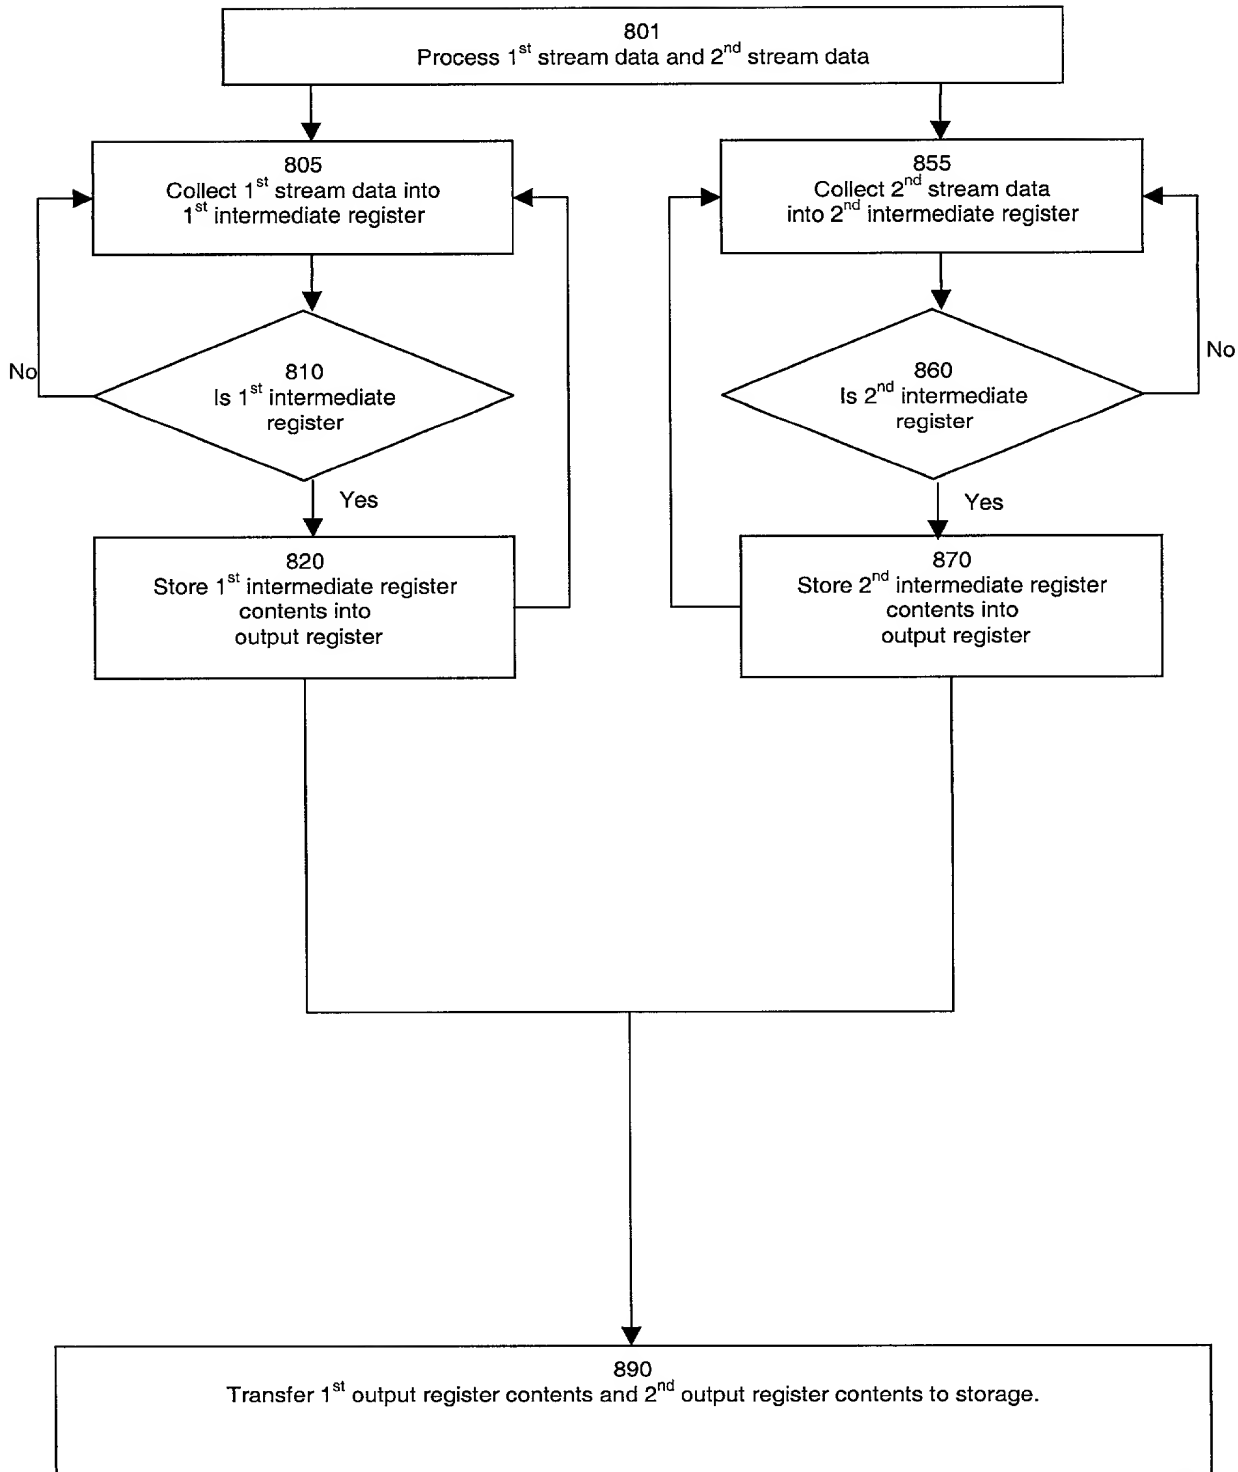 801
Process 1st stream data and 2nd stream data
805
Collect 1st stream data into
1st intermediate register
855
Collect 2nd stream data
into 2nd intermediate register
No
810
Is 1st intermediate
register
860
Is 2nd intermediate
register
No
Yes
Yes
820
Store 1st intermediate register
contents into
output register
870
Store 2nd intermediate register
contents into
output register
890
Transfer 1st output register contents and 2nd output register contents to storage.